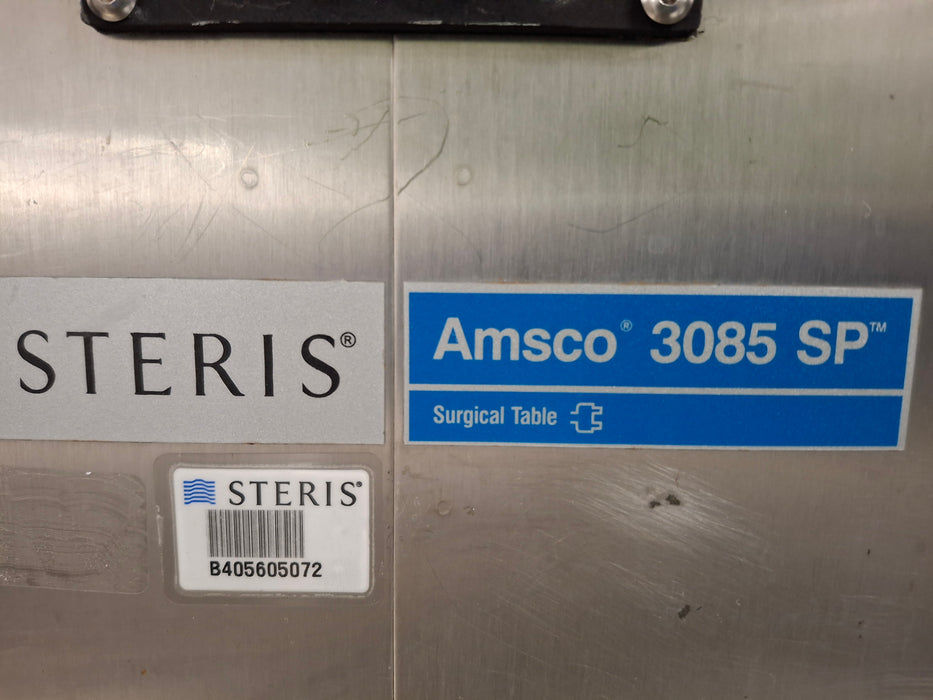 STERIS®
Amsco® 3085 SP™
Surgical Table
STERIS®
B405605072